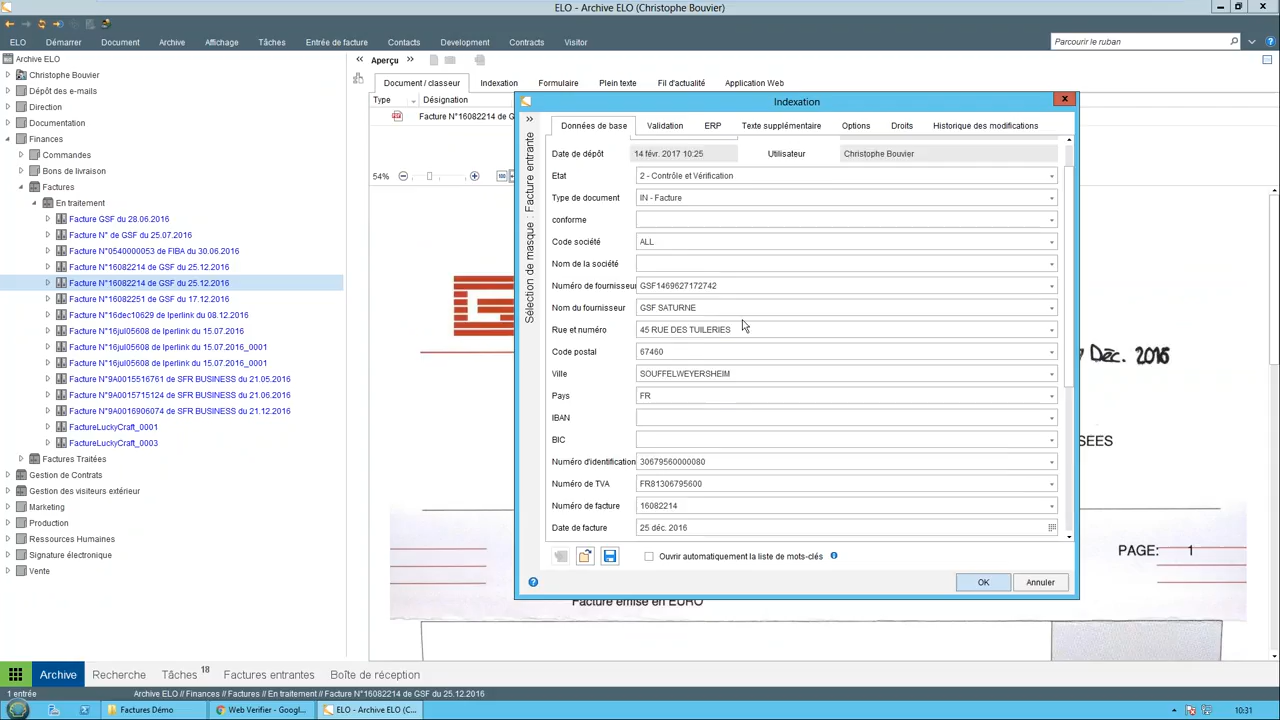 ELO - Archive ELO (Christophe Bouvier)
ELO Démarrer Document Archive Affichage Tâches Entrée de facture Contacts Development Contracts Visitor
Parcourir le ruban
Archive ELO
Christophe Bouvier
Dépôt des e-mails
Direction
Documentation
Finances
Commandes
Bons de livraison
Factures
En traitement
Facture GSF du 28.06.2016
Facture N° de GSF du 25.07.2016
Facture N°0540000053 de FIBA du 30.06.2016
Facture N°16082214 de GSF du 25.12.2016
Facture N°16082214 de GSF du 25.12.2016
Facture N°16082251 de GSF du 17.12.2016
Facture N°16dec10629 de Iperlink du 08.12.2016
Facture N°16jul05608 de Iperlink du 15.07.2016
Facture N°16jul05608 de Iperlink du 15.07.2016_0001
Facture N°16jul05608 de Iperlink du 15.07.2016_0001
Facture N°9A0015516761 de SFR BUSINESS du 21.05.2016
Facture N°9A0015715124 de SFR BUSINESS du 21.06.2016
Facture N°9A0016906074 de SFR BUSINESS du 21.12.2016
FactureLuckyCraft_0001
FactureLuckyCraft_0003
Factures Traitées
Gestion de Contrats
Gestion des visiteurs extérieur
Marketing
Production
Ressources Humaines
Signature électronique
Vente
Aperçu
Document / classeur Indexation Formulaire Plein texte Fil d'actualité Application Web
Type Désignation
Facture N°16082214 de G
54%
Indexation
Sélection de masque : Facture entrante
Données de base Validation ERP Texte supplémentaire Options Droits Historique des modifications
Date de dépôt 14 févr. 2017 10:25 Utilisateur Christophe Bouvier
Etat 2 - Contrôle et Vérification
Type de document IN - Facture
conforme
Code société ALL
Nom de la société
Numéro de fournisseur GSF1469627172742
Nom du fournisseur GSF SATURNE
Rue et numéro 45 RUE DES TUILERIES
Code postal 67460
Ville SOUFFELWEYERSHEIM
Pays FR
IBAN
BIC
Numéro d'identification 30679560000080
Numéro de TVA FR81306795600
Numéro de facture 16082214
Date de facture 25 déc. 2016
Ouvrir automatiquement la liste de mots-clés
OK Annuler
Déc. 2016
SEES
PAGE: 1
Facture émise en EURO
Archive Recherche Tâches 18 Factures entrantes Boîte de réception
1 entrée Archive ELO // Finances // Factures // En traitement // Facture N°16082214 de GSF du 25.12.2016
Factures Démo Web Verifier - Googl... ELO - Archive ELO (C... 10:31